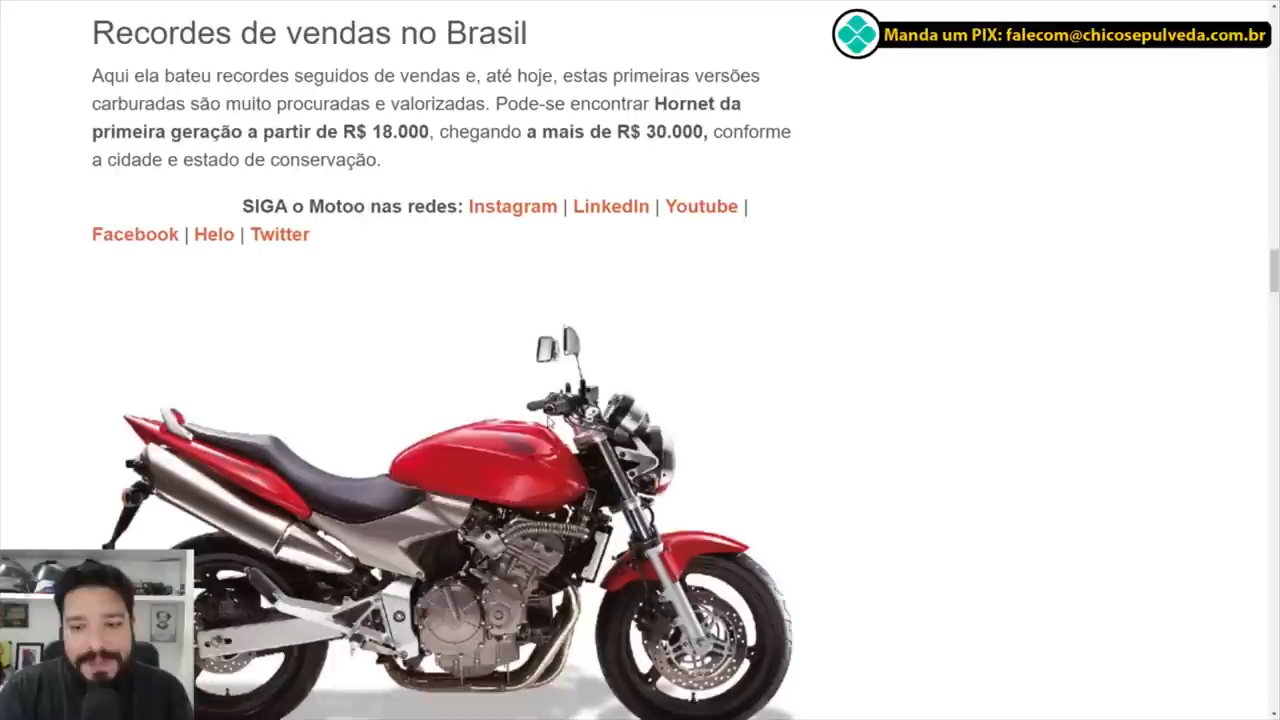 Recordes de vendas no Brasil
Manda um PIX: falecom@chicosepulveda.com.br
Aqui ela bateu recordes seguidos de vendas e, até hoje, estas primeiras versões
carburadas são muito procuradas e valorizadas. Pode-se encontrar Hornet da
primeira geração a partir de R$ 18.000, chegando a mais de R$ 30.000, conforme
a cidade e estado de conservação.
SIGA o Motoo nas redes: Instagram | LinkedIn | Youtube |
Facebook | Helo | Twitter